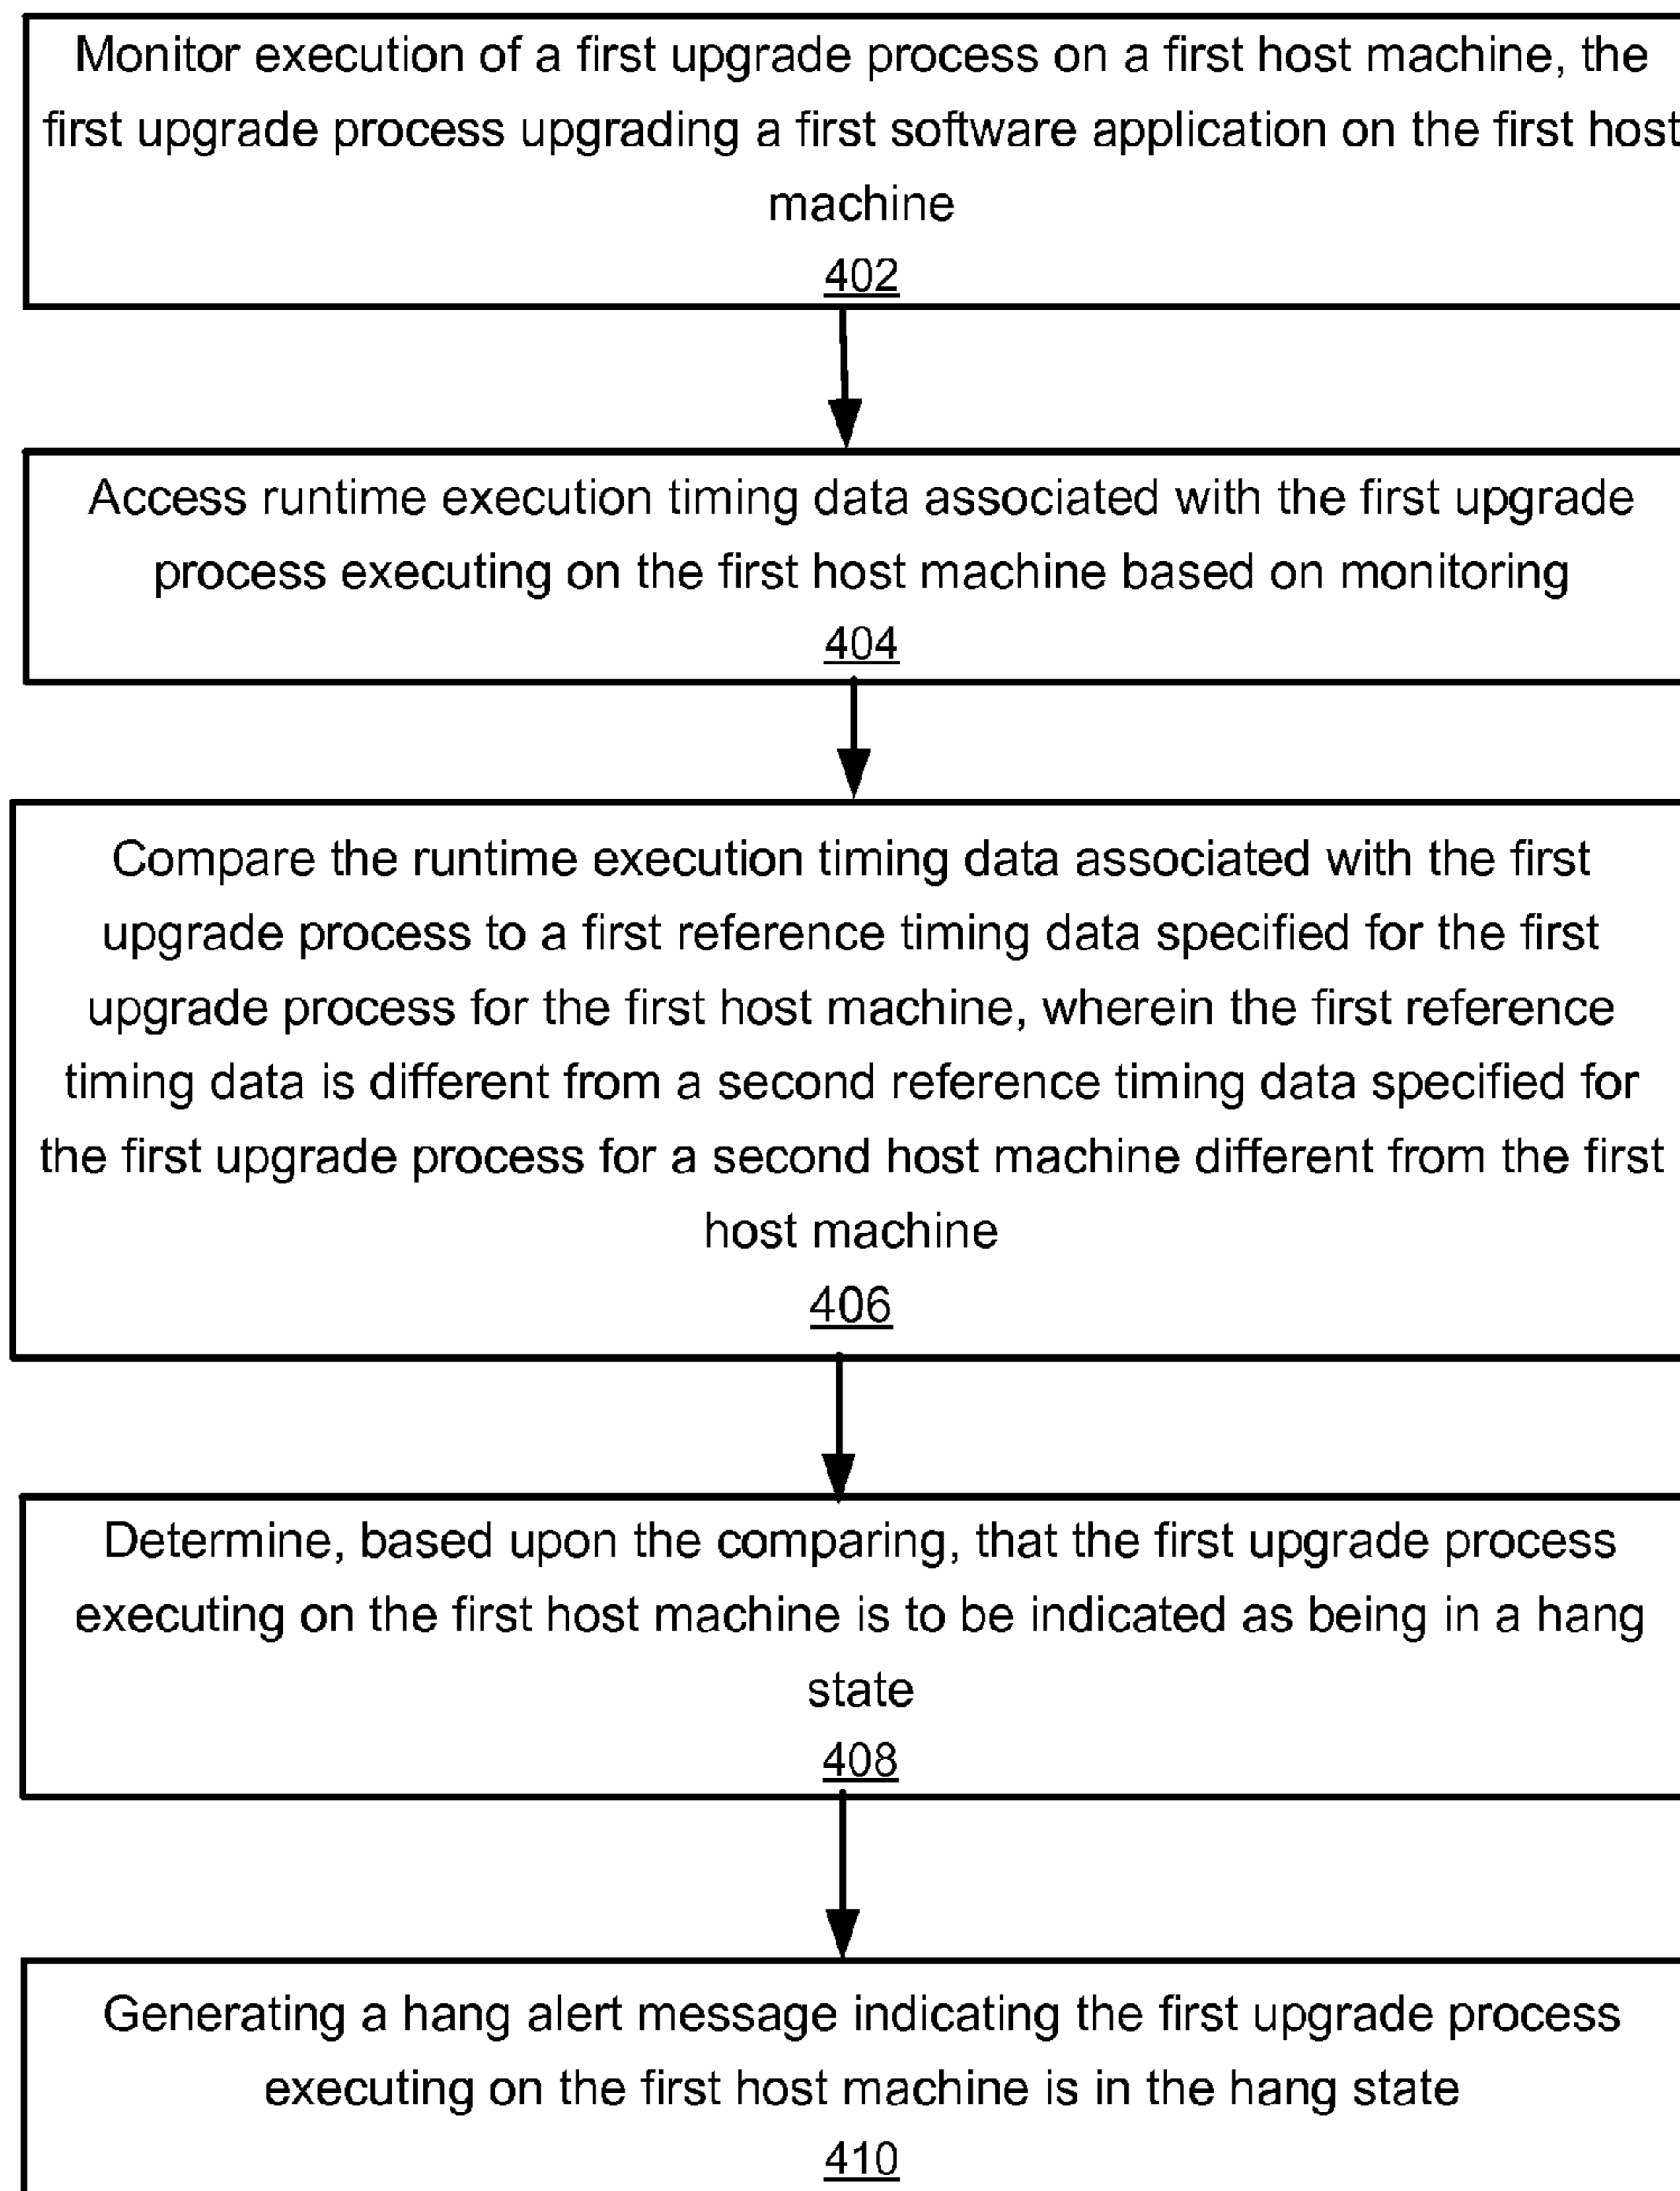 Monitor execution of a first upgrade process on a first host machine, the
first upgrade process upgrading a first software application on the first host
machine
402
Access runtime execution timing data associated with the first upgrade
process executing on the first host machine based on monitoring
404
Compare the runtime execution timing data associated with the first
upgrade process to a first reference timing data specified for the first
upgrade process for the first host machine, wherein the first reference
timing data is different from a second reference timing data specified for
the first upgrade process for a second host machine different from the first
host machine
406
Determine, based upon the comparing, that the first upgrade process
executing on the first host machine is to be indicated as being in a hang
state
408
Generating a hang alert message indicating the first upgrade process
executing on the first host machine is in the hang state
410